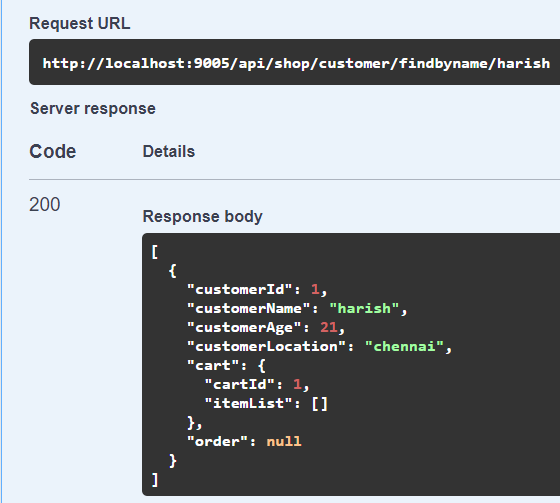 Request URL
http://localhost:9005/api/shop/customer/findbyname/harish
Server response
Code Details
200
Response body
[
  {
    "customerId": 1,
    "customerName": "harish",
    "customerAge": 21,
    "customerLocation": "chennai",
    "cart": {
      "cartId": 1,
      "itemList": []
    },
    "order": null
  }
]